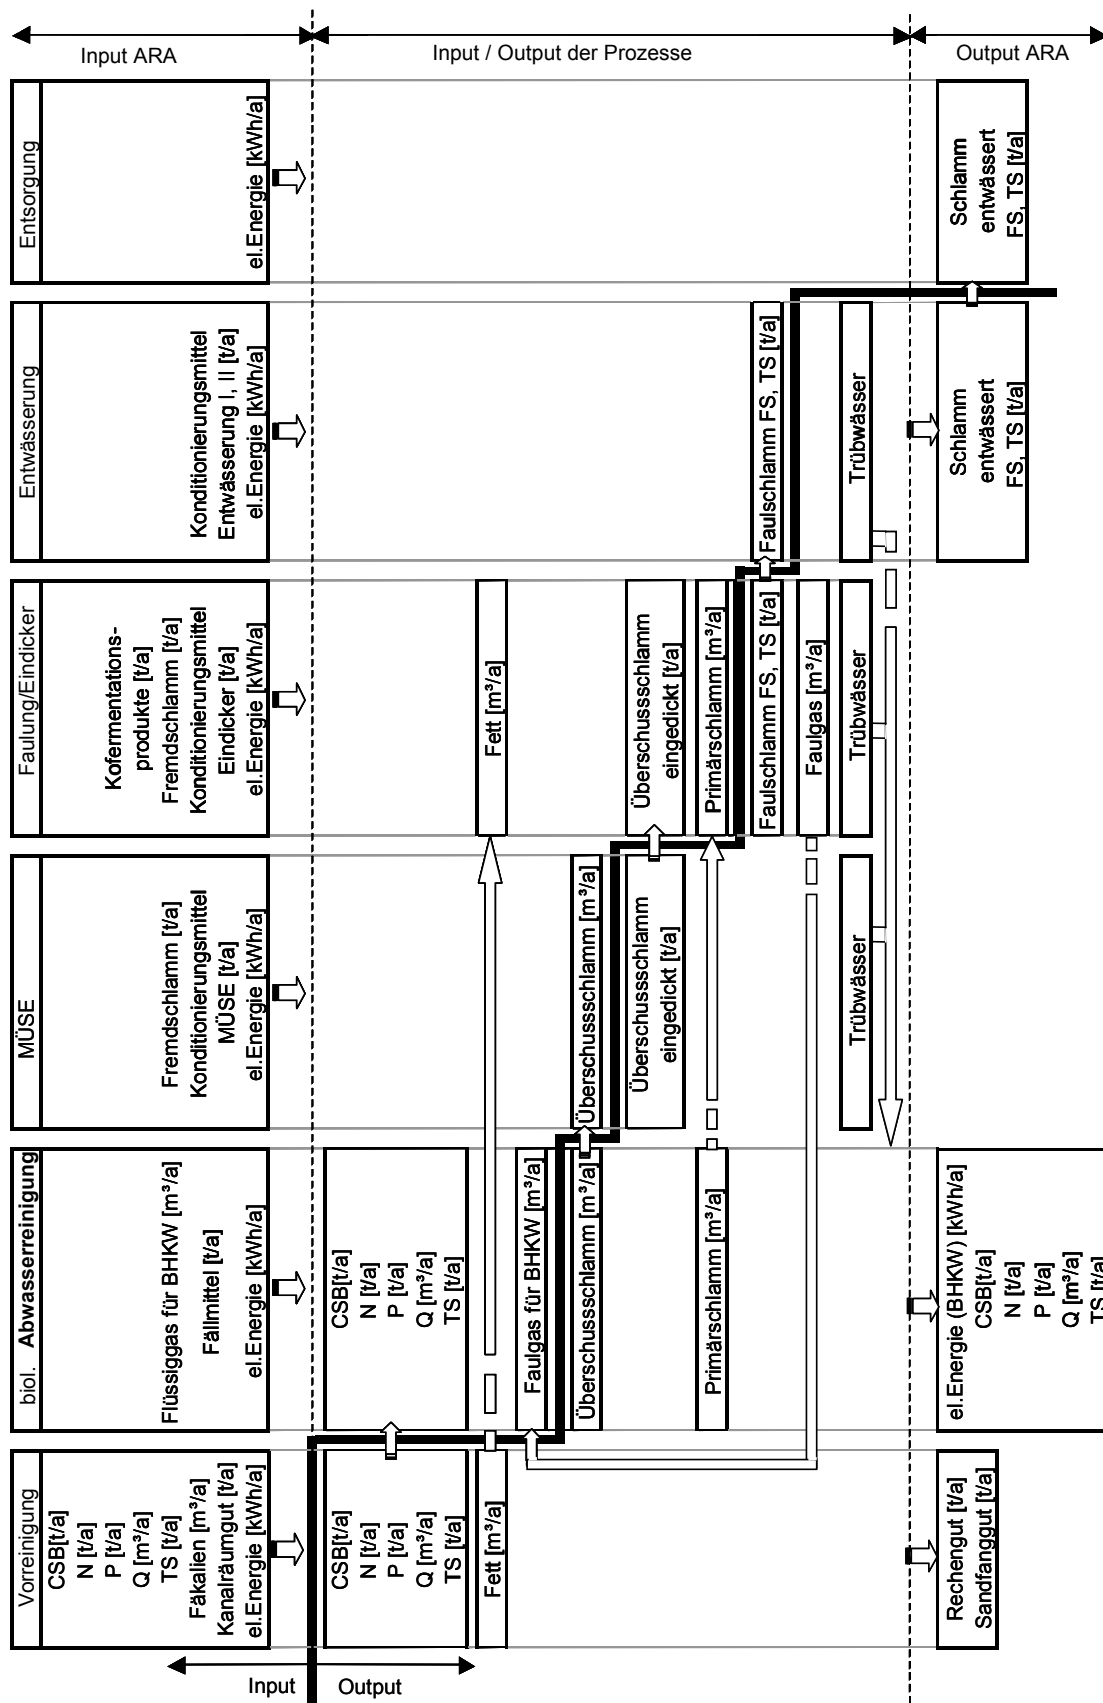 Input ARA
Input / Output der Prozesse
Output ARA
Vorreinigung
CSB[t/a]
N [t/a]
P [t/a]
Q [m³/a]
TS [t/a]
Fäkalien [m³/a]
Kanalräumgut [t/a]
el.Energie [kWh/a]
CSB[t/a]
N [t/a]
P [t/a]
Q [m³/a]
TS [t/a]
Fett [m³/a]
Rechengut [t/a]
Sandfanggut [t/a]
biol. Abwasserreinigung
Flüssiggas für BHKW [m³/a]
Fällmittel [t/a]
el.Energie [kWh/a]
CSB[t/a]
N [t/a]
P [t/a]
Q [m³/a]
TS [t/a]
Faulgas für BHKW [m³/a]
Überschussschlamm [m³/a]
Primärschlamm [m³/a]
el.Energie (BHKW) [kWh/a]
CSB[t/a]
N [t/a]
P [t/a]
Q [m³/a]
TS [t/a]
MÜSE
Fremdschlamm [t/a]
Konditionierungsmittel
MÜSE [t/a]
el.Energie [kWh/a]
Überschussschlamm [m³/a]
Überschussschlamm
eingedickt [t/a]
Trübwässer
Faulung/Eindicker
Kofermentations-
produkte [t/a]
Fremdschlamm [t/a]
Konditionierungsmittel
Eindicker [t/a]
el.Energie [kWh/a]
Fett [m³/a]
Überschussschlamm
eingedickt [t/a]
Primärschlamm [m³/a]
Faulschlamm FS, TS [t/a]
Faulgas [m³/a]
Trübwässer
Entwässerung
Konditionierungsmittel
Entwässerung I, II [t/a]
el.Energie [kWh/a]
Faulschlamm FS, TS [t/a]
Trübwässer
Schlamm
entwässert
FS, TS [t/a]
Entsorgung
el.Energie [kWh/a]
Schlamm
entwässert
FS, TS [t/a]
Input
Output